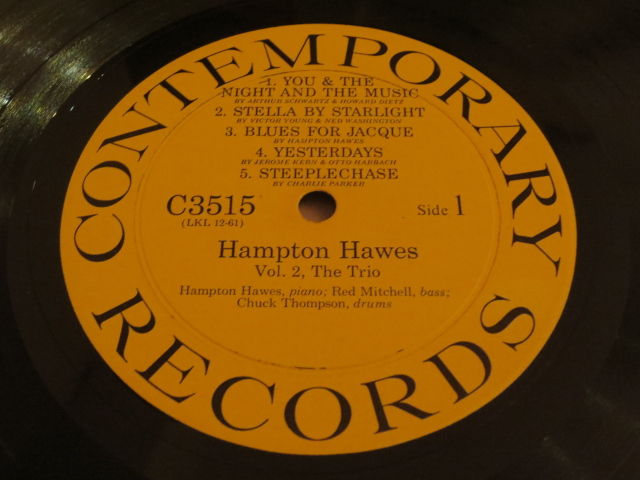 CONTEMPORARY
1. YOU & THE
NIGHT AND THE MUSIC
BY ARTHUR SCHWARTZ & HOWARD DIETZ
2. STELLA BY STARLIGHT
BY VICTOR YOUNG & NED WASHINGTON
3. BLUES FOR JACQUE
BY HAMPTON HAWES
4. YESTERDAYS
BY JEROME KERN & OTTO HARBACH
5. STEEPLECHASE
BY CHARLIE PARKER
C3515
(LKL 12-61)
Side 1
Hampton Hawes
Vol. 2, The Trio
Hampton Hawes, piano; Red Mitchell, bass;
Chuck Thompson, drums
RECORDS